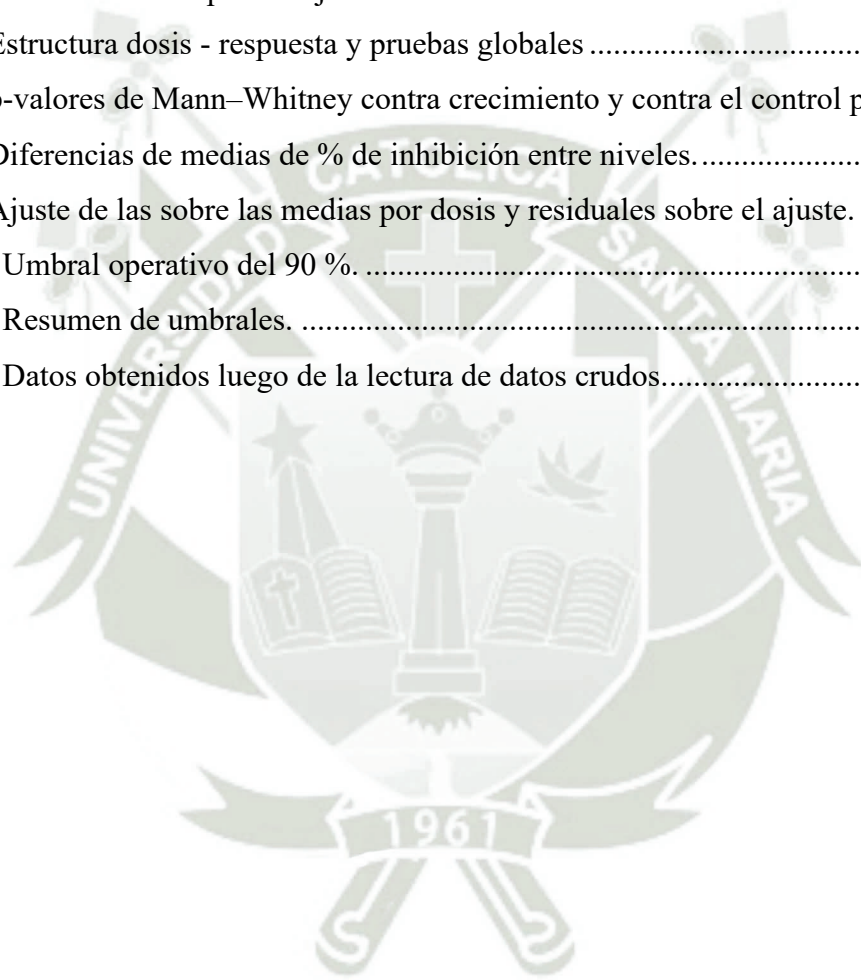 Estructura dosis - respuesta y pruebas globales ..............................
p-valores de Mann–Whitney contra crecimiento y contra el control p
Diferencias de medias de % de inhibición entre niveles. ....................
Ajuste de las sobre las medias por dosis y residuales sobre el ajuste.
Umbral operativo del 90 %. ..............................................................
Resumen de umbrales. ......................................................................
Datos obtenidos luego de la lectura de datos crudos.........................
UNIVERSIDAD CATOLICA SANTA MARIA
1961